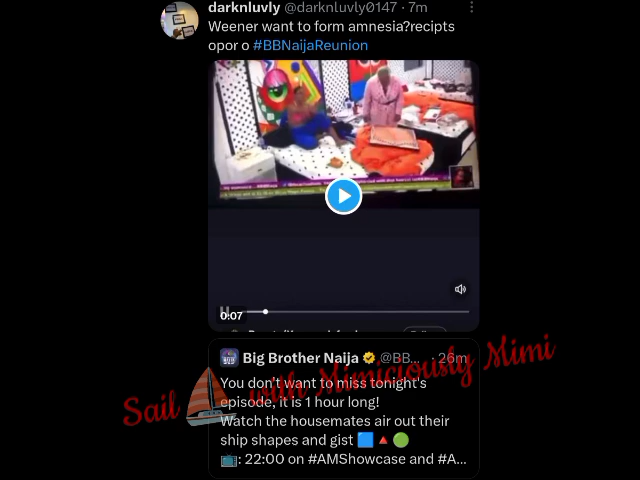 darknluvly @darknluvly0147 · 7m
Weener want to form amnesia?recipts
opor o #BBNaijaReunion
0:07
Big Brother Naija @BB... · 26m
You don't want to miss tonight's
episode, it is 1 hour long!
Watch the housemates air out their
ship shapes and gist 🟦🔺🟢
📺: 22:00 on #AMShowcase and #A...
Sail with Mimiciously Mimi